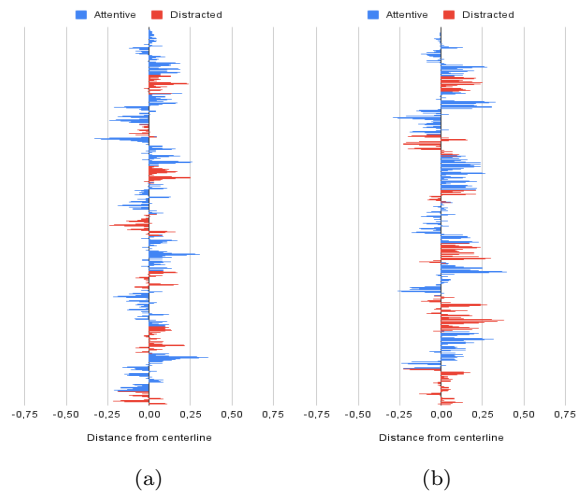 Attentive Distracted
Attentive Distracted
-0,75 -0,50 -0,25 0,00 0,25 0,50 0,75
-0,75 -0,50 -0,25 0,00 0,25 0,50 0,75
Distance from centerline
Distance from centerline
(a)
(b)